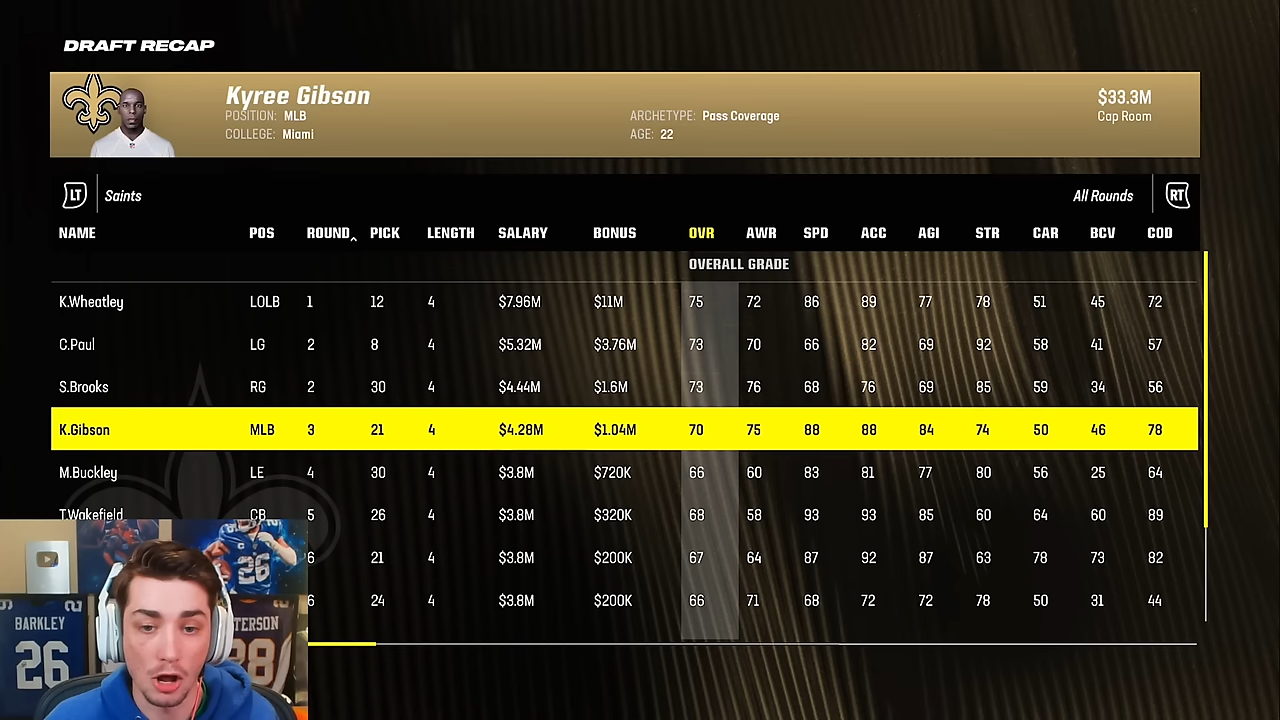 DRAFT RECAP
Kyree Gibson
POSITION: MLB
COLLEGE: Miami
ARCHETYPE: Pass Coverage
AGE: 22
$33.3M
Cap Room
LT Saints All Rounds RT
NAME POS ROUND PICK LENGTH SALARY BONUS OVR AWR SPD ACC AGI STR CAR BCV COD
OVERALL GRADE
K.Wheatley LOLB 1 12 4 $7.96M $11M 75 72 86 89 77 78 51 45 72
C.Paul LG 2 8 4 $5.32M $3.76M 73 70 66 82 69 92 58 41 57
S.Brooks RG 2 30 4 $4.44M $1.6M 73 76 68 76 69 85 59 34 56
K.Gibson MLB 3 21 4 $4.28M $1.04M 70 75 88 88 84 74 50 46 78
M.Buckley LE 4 30 4 $3.8M $720K 66 60 83 81 77 80 56 25 64
T.Wakefield CB 5 26 4 $3.8M $320K 68 58 93 93 85 60 64 60 89
6 21 4 $3.8M $200K 67 64 87 92 87 63 78 73 82
6 24 4 $3.8M $200K 66 71 68 72 72 78 50 31 44
26
BARKLEY
26
TERSON
28